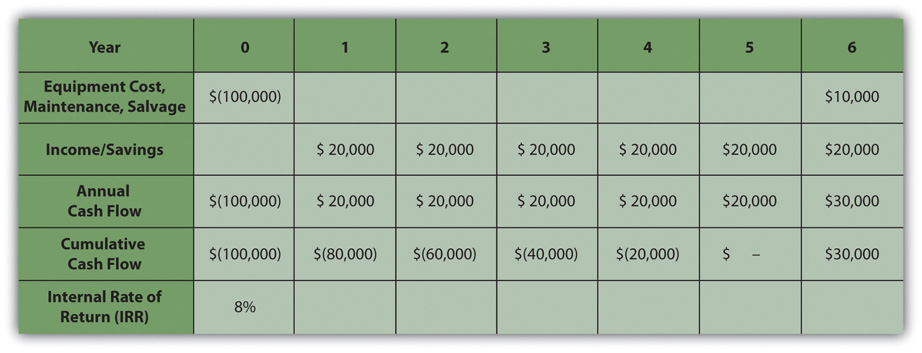 Year 0 1 2 3 4 5 6
Equipment Cost,
Maintenance, Salvage $(100,000) $10,000
Income/Savings $ 20,000 $ 20,000 $ 20,000 $ 20,000 $20,000 $20,000
Annual
Cash Flow $(100,000) $ 20,000 $ 20,000 $ 20,000 $ 20,000 $20,000 $30,000
Cumulative
Cash Flow $(100,000) $(80,000) $(60,000) $(40,000) $(20,000) $ – $30,000
Internal Rate of
Return (IRR) 8%